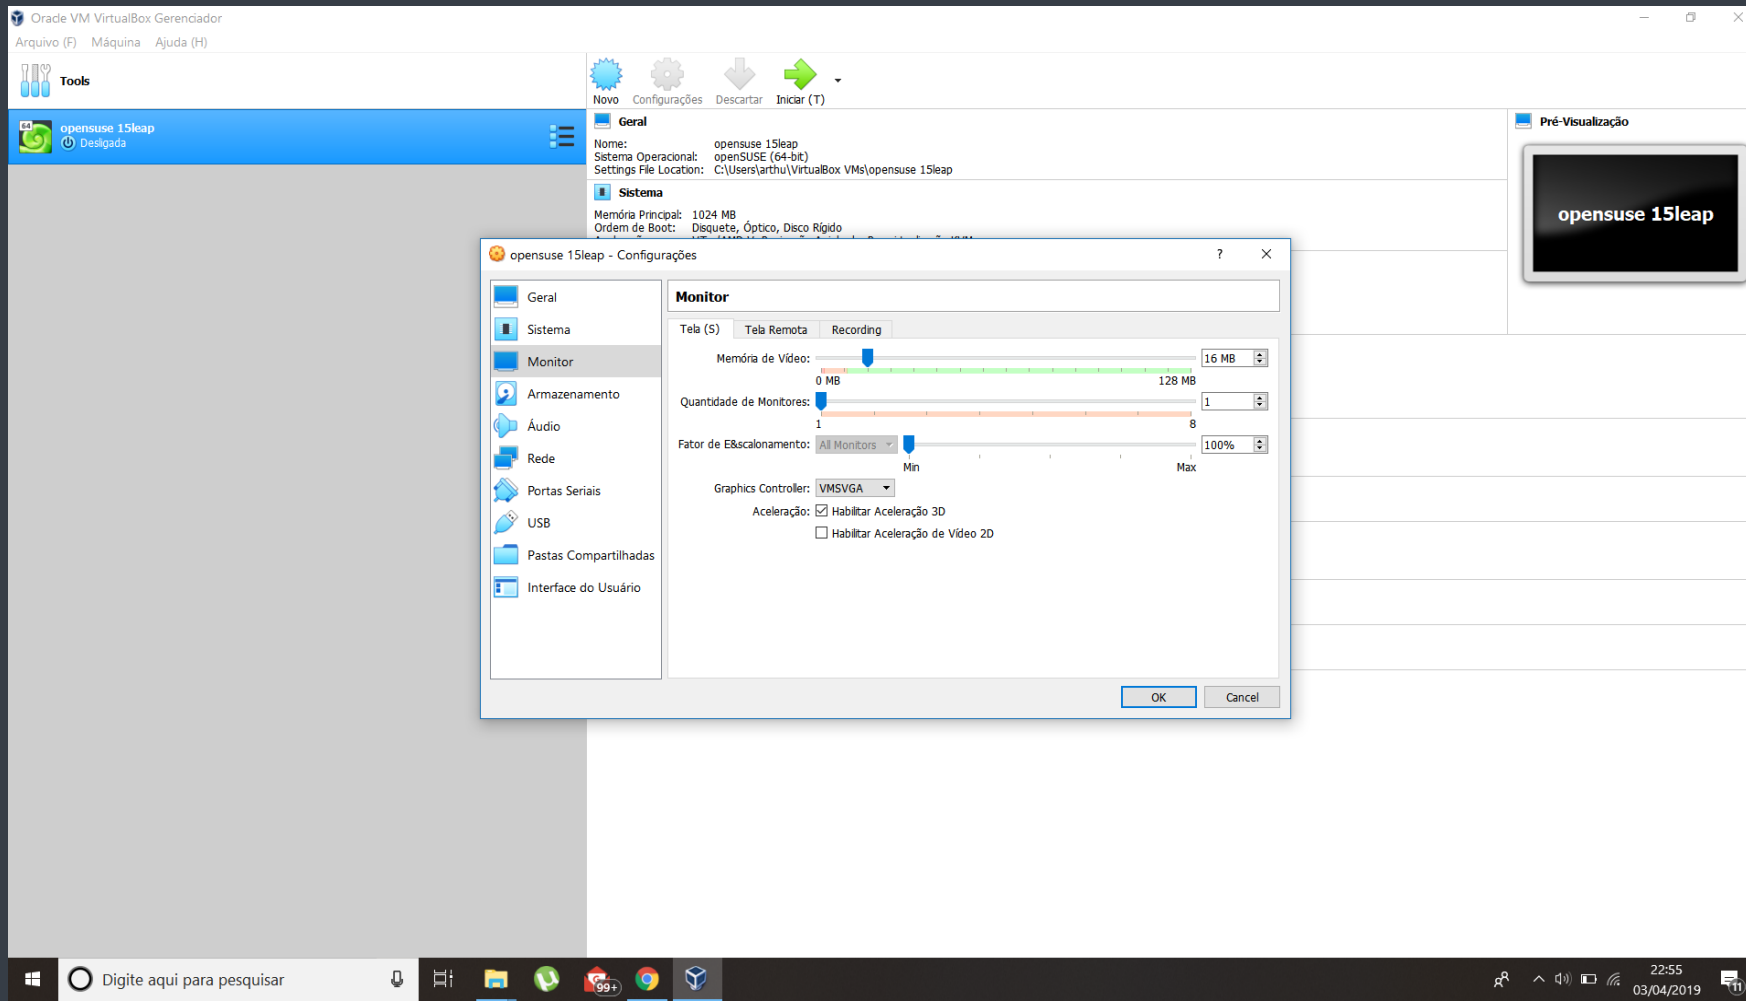 Oracle VM VirtualBox Gerenciador
Arquivo (F) Máquina Ajuda (H)
Tools
Novo Configurações Descartar Iniciar (T)
64
opensuse 15leap
Desligada
Geral
Nome: opensuse 15leap
Sistema Operacional: openSUSE (64-bit)
Settings File Location: C:\Users\arthu\VirtualBox VMs\opensuse 15leap
Pré-Visualização
opensuse 15leap
Sistema
Memória Principal: 1024 MB
Ordem de Boot: Disquete, Óptico, Disco Rígido
opensuse 15leap - Configurações
?
Geral
Sistema
Monitor
Armazenamento
Áudio
Rede
Portas Seriais
USB
Pastas Compartilhadas
Interface do Usuário
Monitor
Tela (S) Tela Remota Recording
Memória de Vídeo: 16 MB
0 MB 128 MB
Quantidade de Monitores: 1
1 8
Fator de E&scalonamento: All Monitors 100%
Min Max
Graphics Controller: VMSVGA
Aceleração: Habilitar Aceleração 3D
Habilitar Aceleração de Vídeo 2D
OK Cancel
Digite aqui para pesquisar
99+
22:55
03/04/2019
11